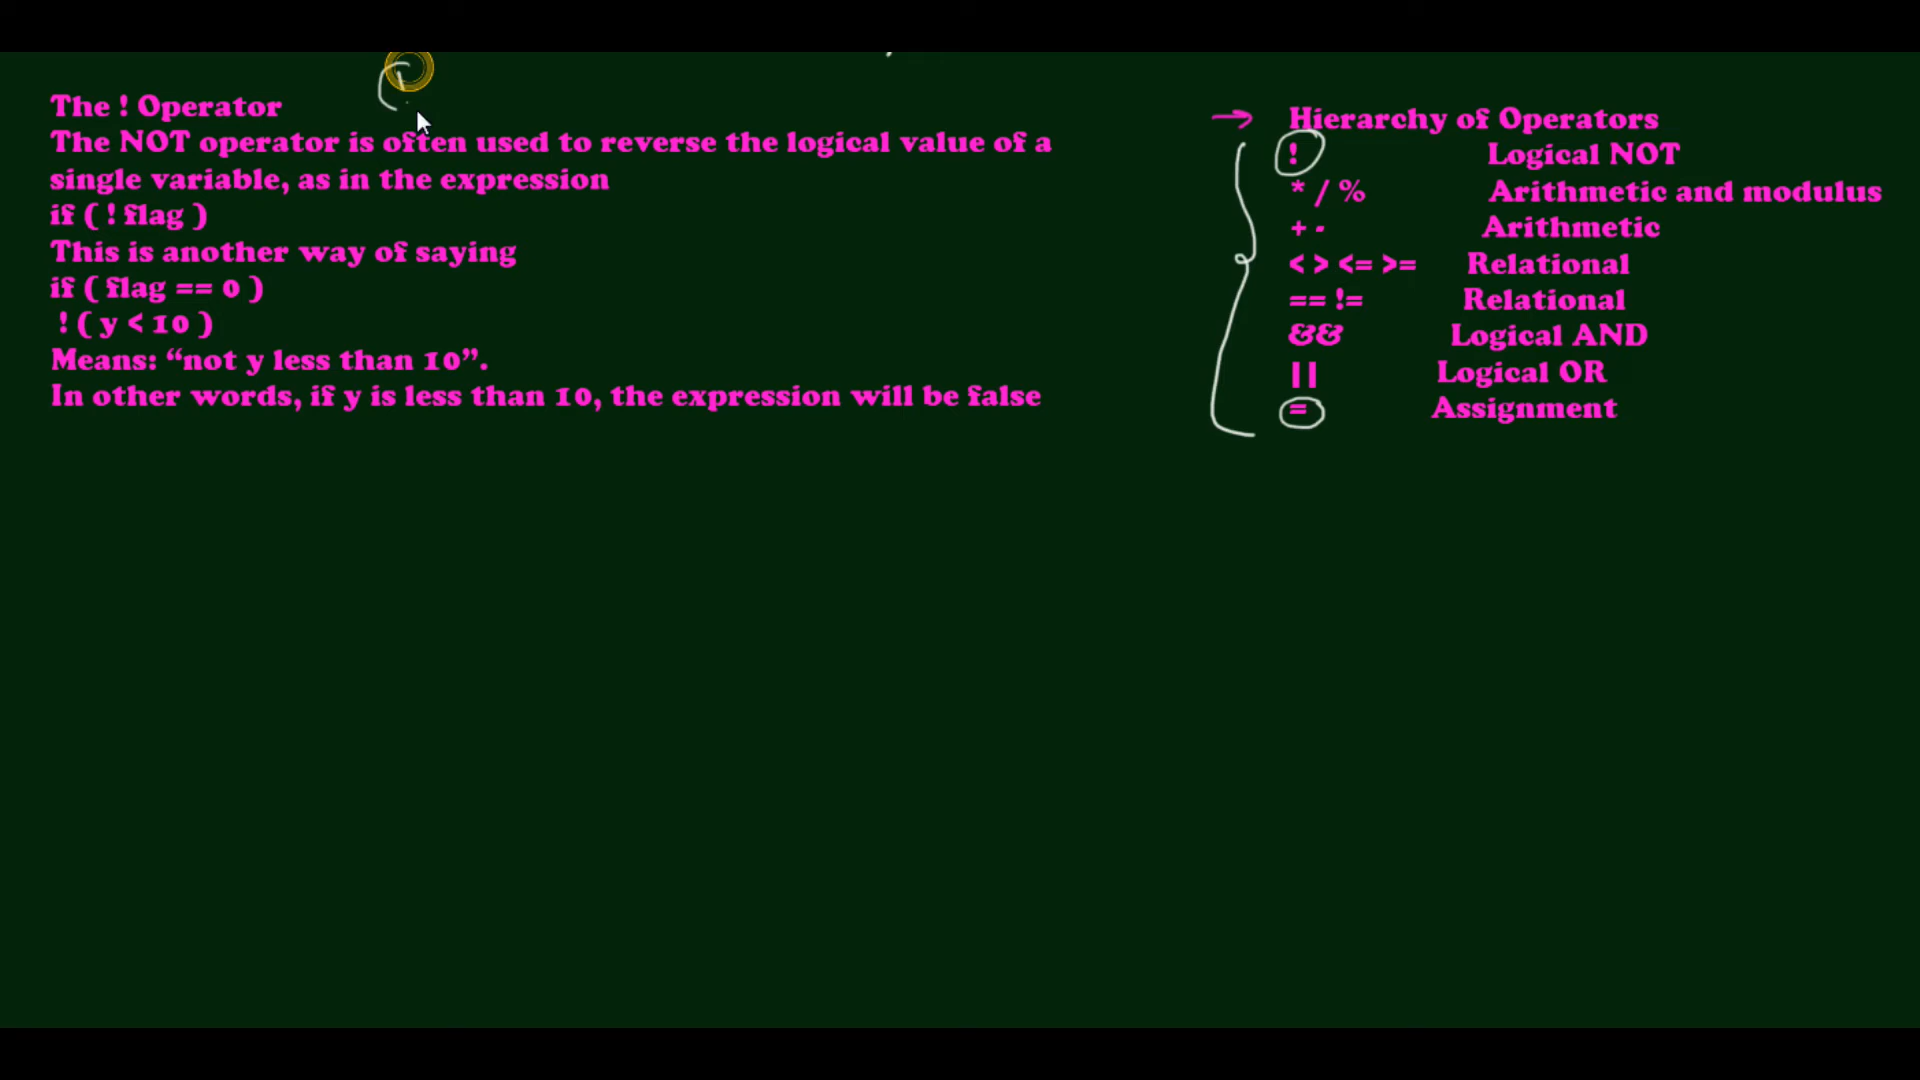 The ! Operator
The NOT operator is often used to reverse the logical value of a
single variable, as in the expression
if ( ! flag )
This is another way of saying
if ( flag == 0 )
! ( y < 10 )
Means: “not y less than 10”.
In other words, if y is less than 10, the expression will be false
Hierarchy of Operators
! Logical NOT
* / % Arithmetic and modulus
+ - Arithmetic
< > <= >= Relational
== != Relational
&& Logical AND
|| Logical OR
= Assignment